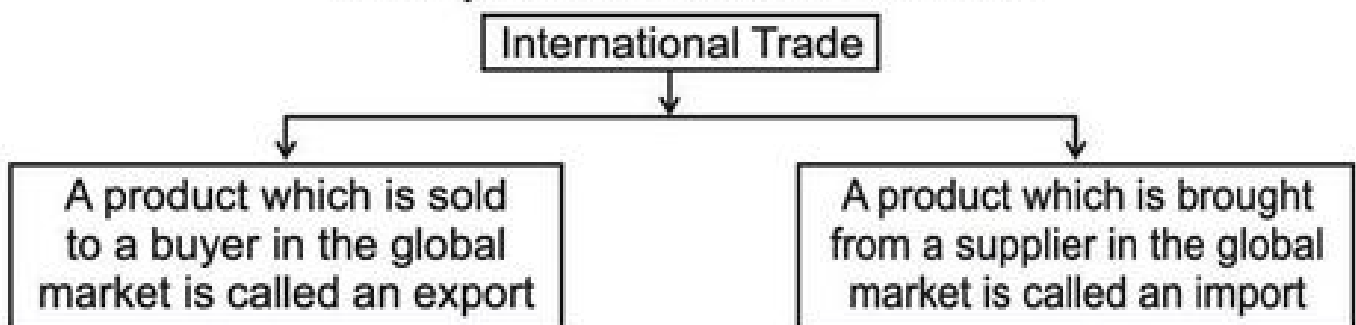 International Trade
A product which is sold
to a buyer in the global
market is called an export
A product which is brought
from a supplier in the global
market is called an import